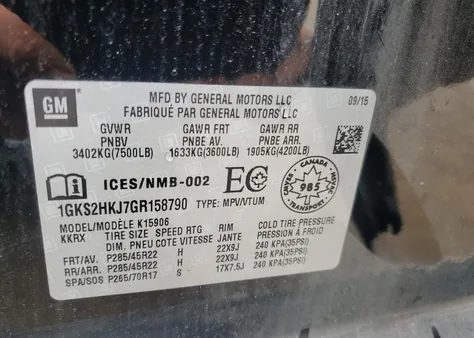 GM
MFD BY GENERAL MOTORS LLC 09/15
FABRIQUÉ PAR GENERAL MOTORS LLC
GVWR GAWR FRT GAWR RR
PNBV PNBE AV. PNBE AR.
3402KG(7500LB) 1633KG(3600LB) 1905KG(4200LB)
ICES/NMB-002 EC CANADA 985 TRANSPORT
1GKS2HKJ7GR158790 TYPE: MPV/VTUM
MODEL/MODÈLE K15906
KKRX TIRE SIZE SPEED RTG RIM COLD TIRE PRESSURE
DIM. PNEU COTE VITESSE JANTE PRESSION À FROID
FRT/AV. P285/45R22 H 22X9J 240 KPA(35PSI)
RR/ARR. P285/45R22 H 22X9J 240 KPA(35PSI)
SPA/SOS P265/70R17 S 17X7.5J 240 KPA(35PSI)